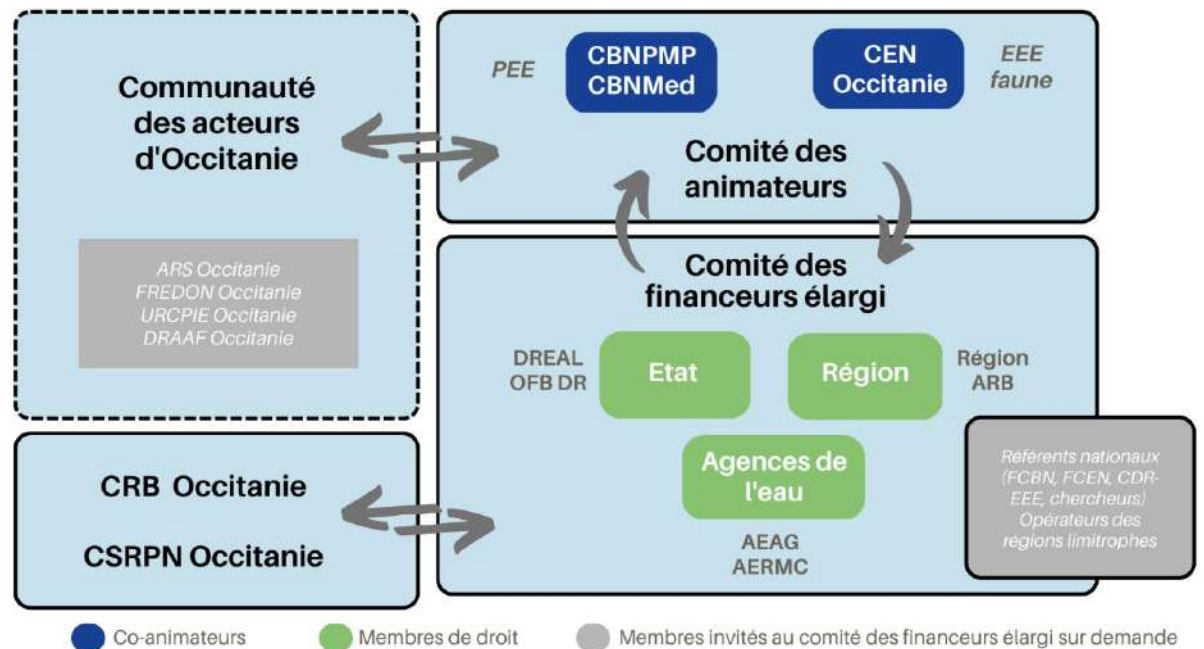 Communauté
des acteurs
d'Occitanie
ARS Occitanie
FREDON Occitanie
URCPIE Occitanie
DRAAF Occitanie
CRB Occitanie
CSRPN Occitanie
PEE
CBNPMP
CBNMed
CEN
Occitanie
EEE
faune
Comité des
animateurs
Comité des
financeurs élargi
DREAL
OFB DR
Etat
Région
Région
ARB
Agences de
l'eau
AEAG
AERMC
Référents nationaux
(FCBN, FCEN, CDR-
EEE, chercheurs)
Opérateurs des
régions limitrophes
Co-animateurs
Membres de droit
Membres invités au comité des financeurs élargi sur demande